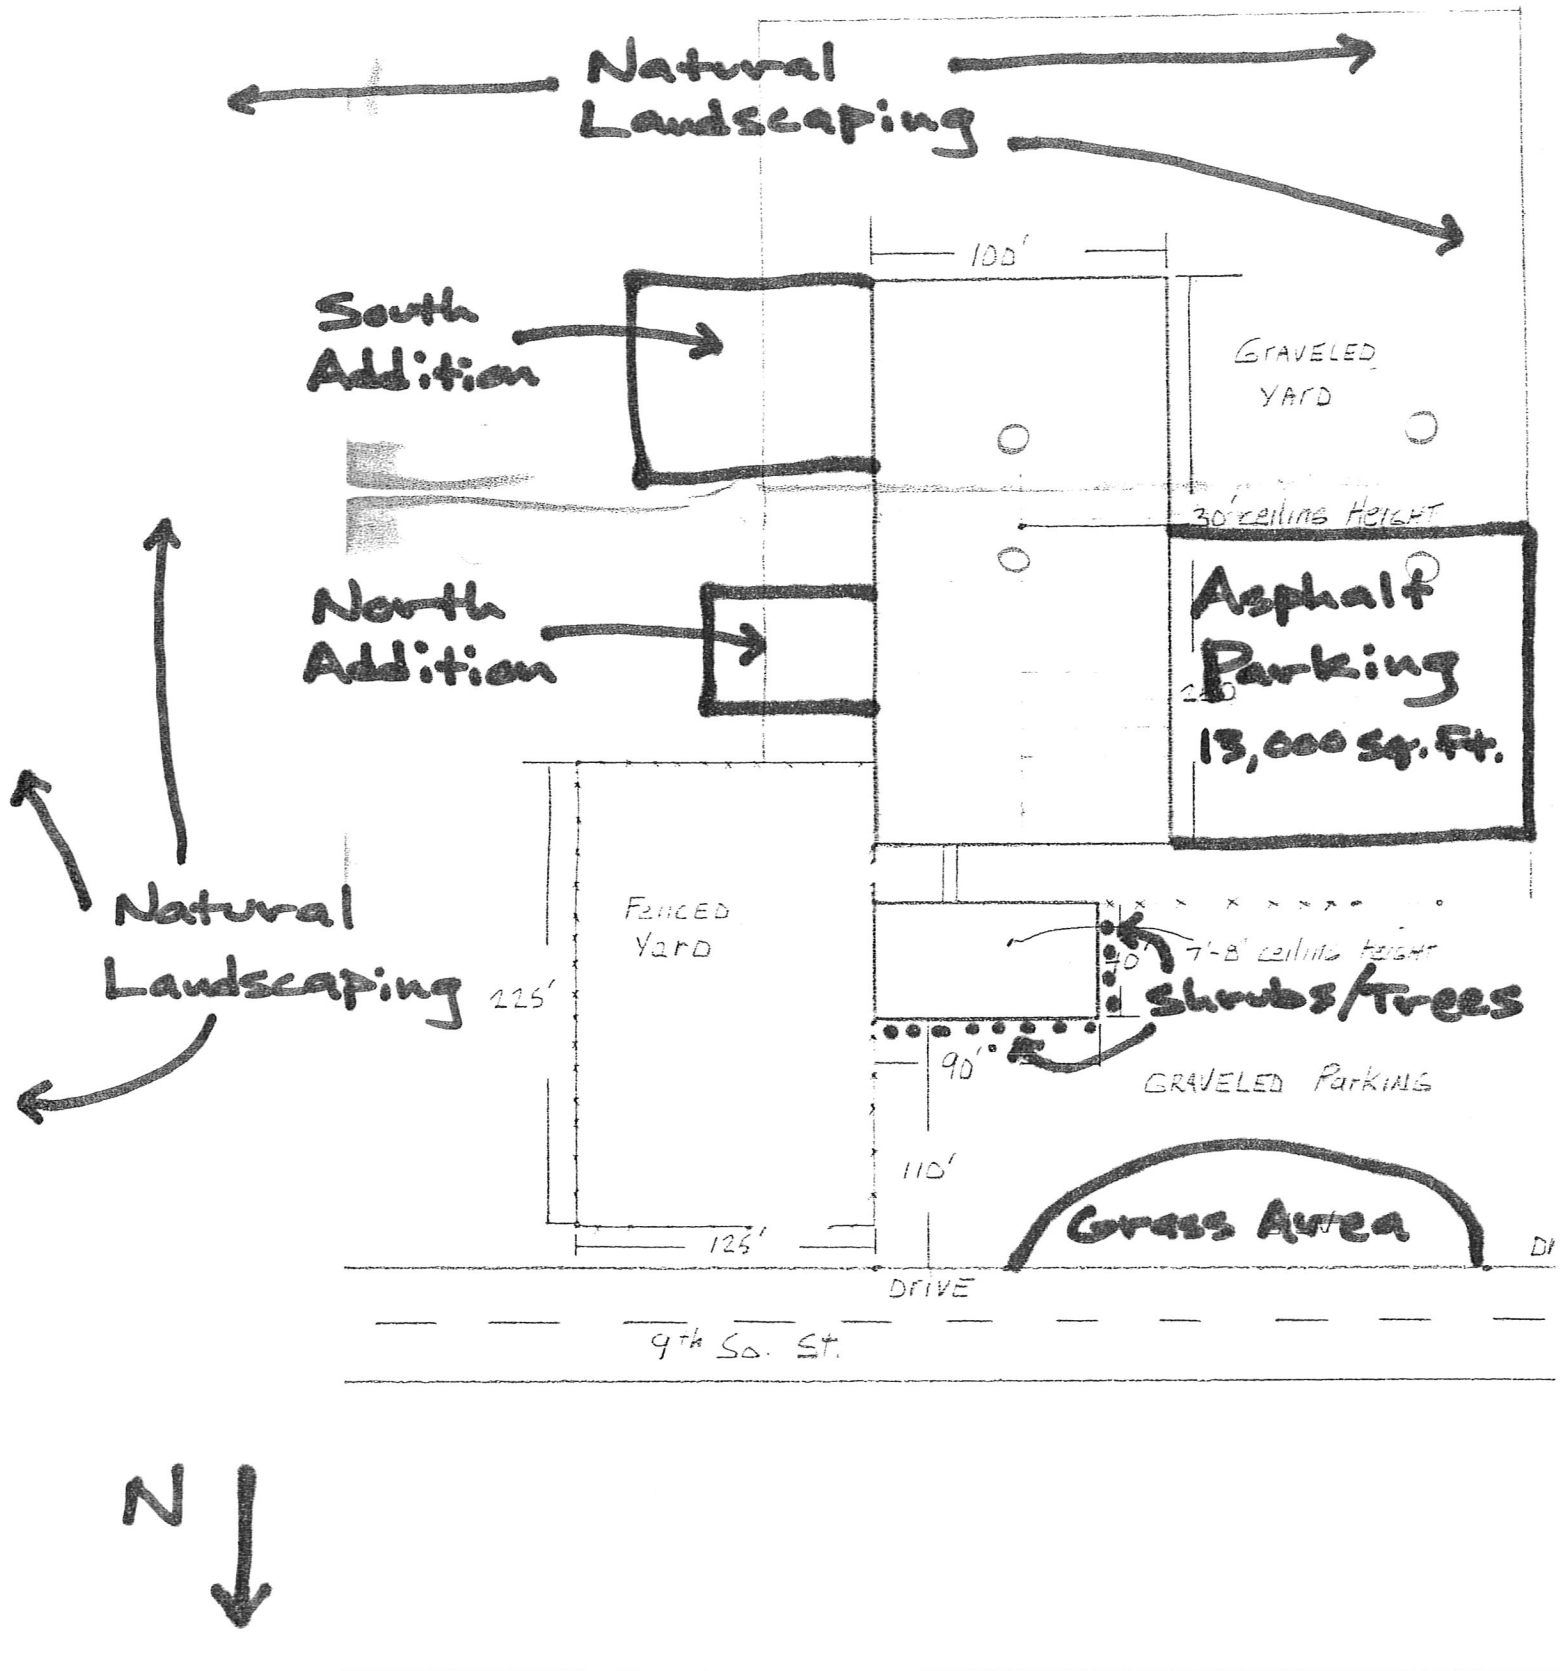 Natural
Landscaping
100'
South
Addition
GRAVELED
YARD
30' ceiling Height
North
Addition
Asphalt
Parking
13,000 sq.ft.
Fenced
Yard
7'-8" ceiling height
40'
Natural
Landscaping
225'
Shrubs/Trees
90'
GRAVELED Parking
110'
Grass Area
125'
Drive
9th So. St.
N